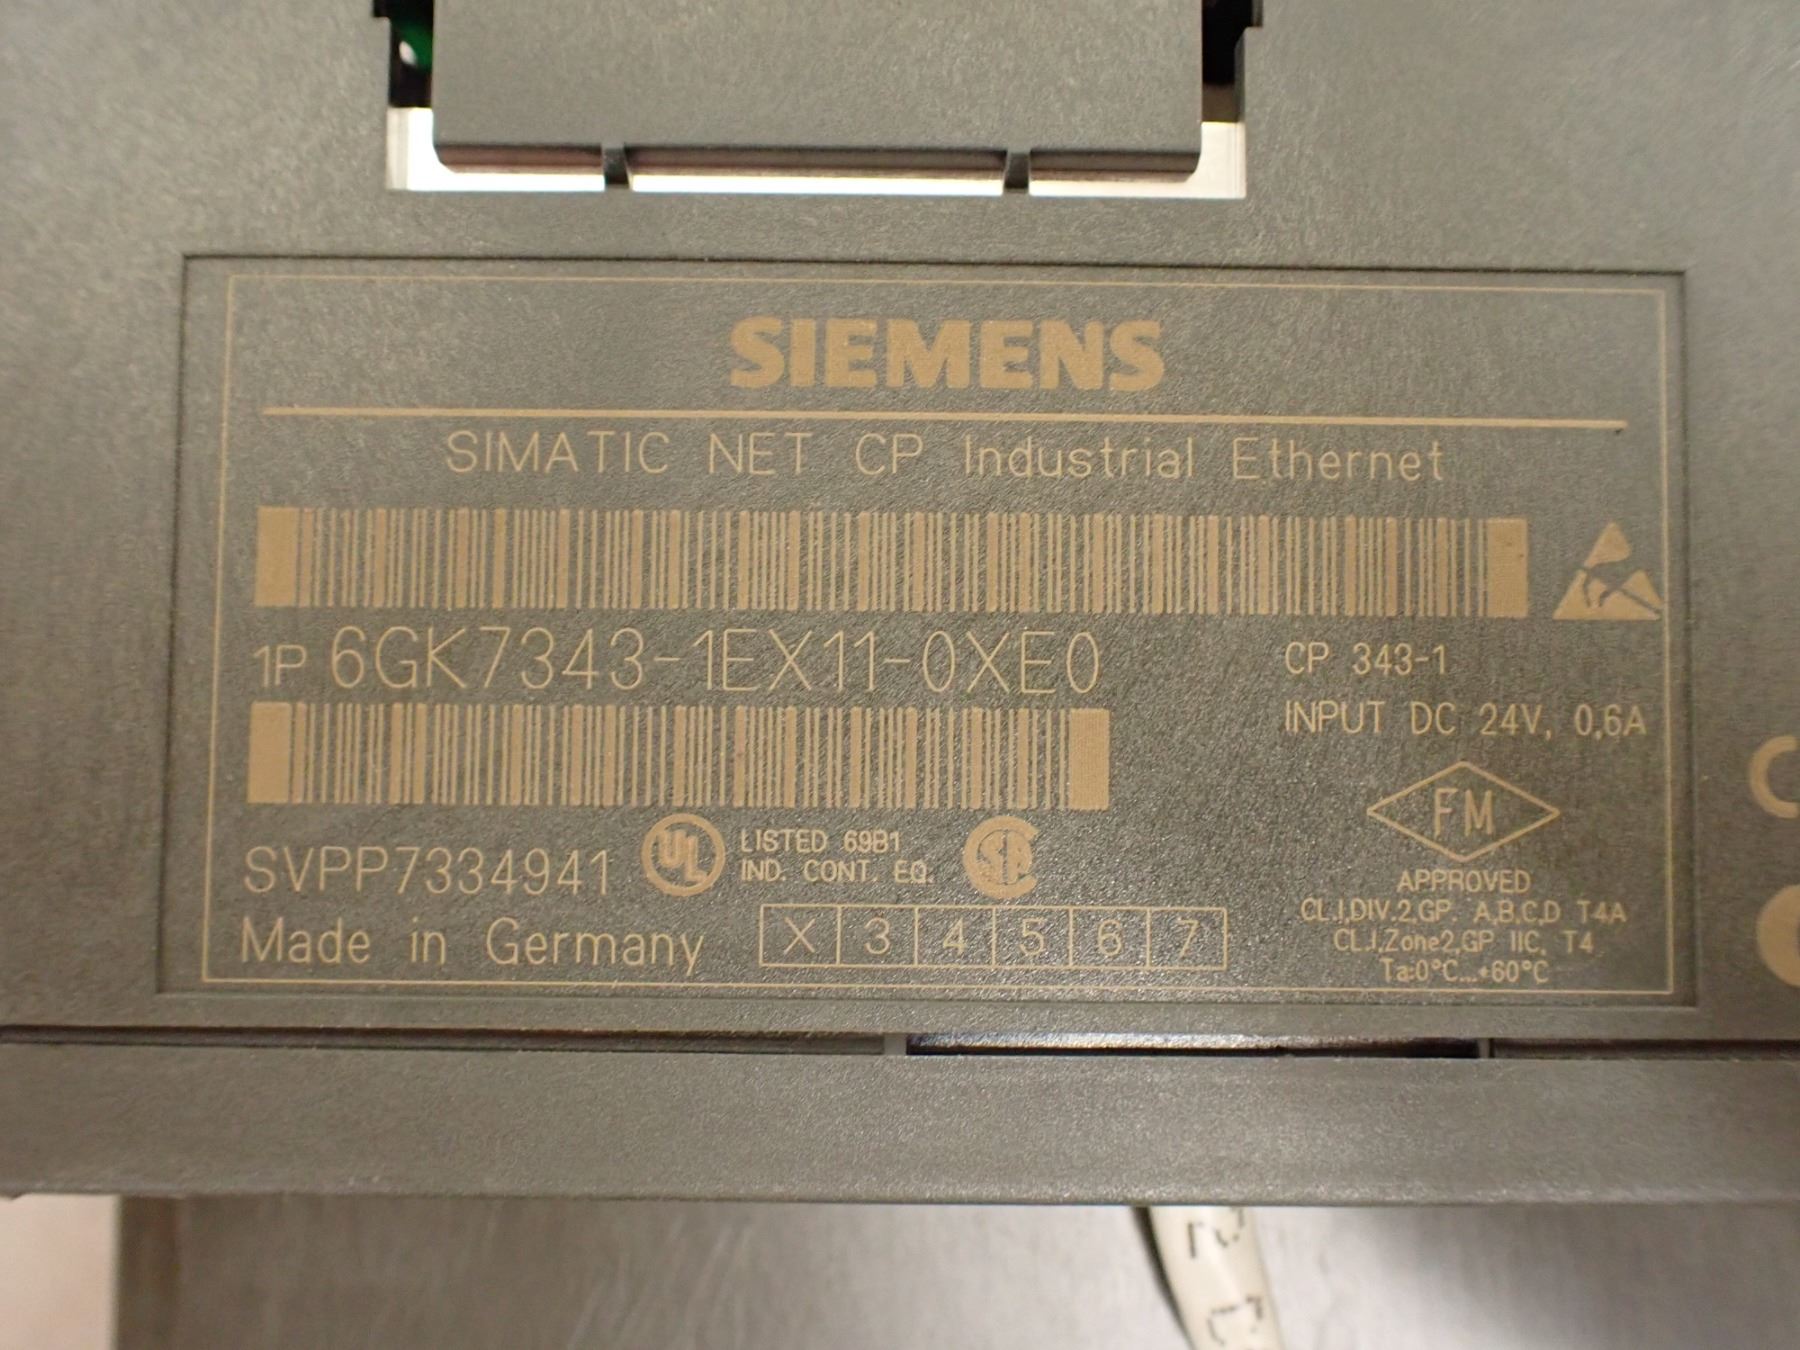 SIEMENS
SIMATIC NET CP Industrial Ethernet
1P 6GK7343-1EX11-0XE0
CP 343-1
INPUT DC 24V, 0,6A
SVPP7334941
UL
LISTED 69B1
IND. CONT. EQ.
SA
FM
APPROVED
CL.I,DIV.2,GP. A,B,C,D T4A
CL.I,Zone2,GP IIC, T4
Ta:0°C...+60°C
Made in Germany
X 3 4 5 6 7